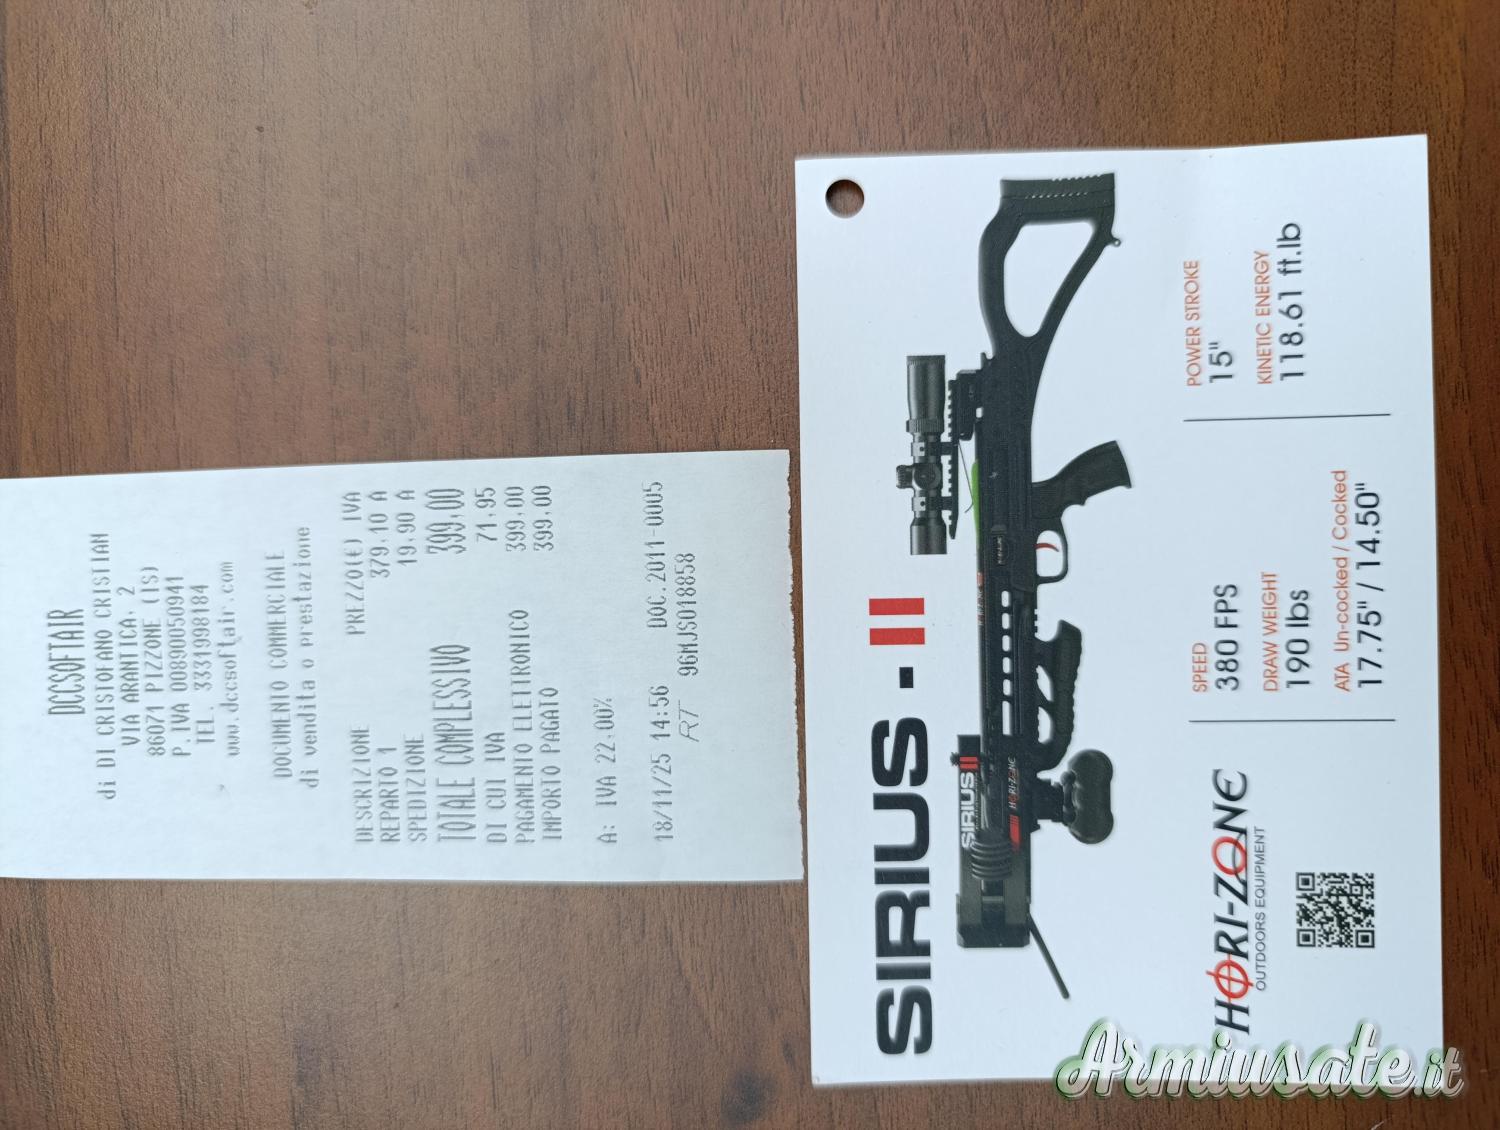 DCCSOFTAIR
di DI CRISTOFANO CRISTIAN
VIA ARANTICA, 2
86071 PIZZONE (IS)
P.IVA 00890050941
TEL. 3331998184
www.dccsoftair.com
DOCUMENTO COMMERCIALE
di vendita o prestazione
DESCRIZIONE PREZZO(€) IVA
REPARTO 1 379,10 A
SPEDIZIONE 19,90 A
TOTALE COMPLESSIVO 399,00
DI CUI IVA 71,95
PAGAMENTO ELETTRONICO 399,00
IMPORTO PAGATO 399,00
A: IVA 22,00%
18/11/25 14:56 DOC.2011-0005
RT 96MJS018858
SIRIUS-II
SIRIUS II
HORI-ZONE
HORI-ZONE
OUTDOORS EQUIPMENT
SPEED
380 FPS
DRAW WEIGHT
190 lbs
ATA Un-cocked / Cocked
17.75" / 14.50"
POWER STROKE
15"
KINETIC ENERGY
118.61 ft.lb
Armiusate.it